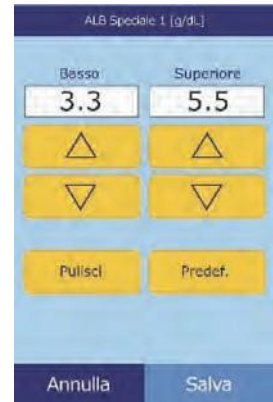 ALB Speciale 1 [g/dL]
Basso Superiore
3.3 5.5
Pulisci Predef.
Annulla Salva